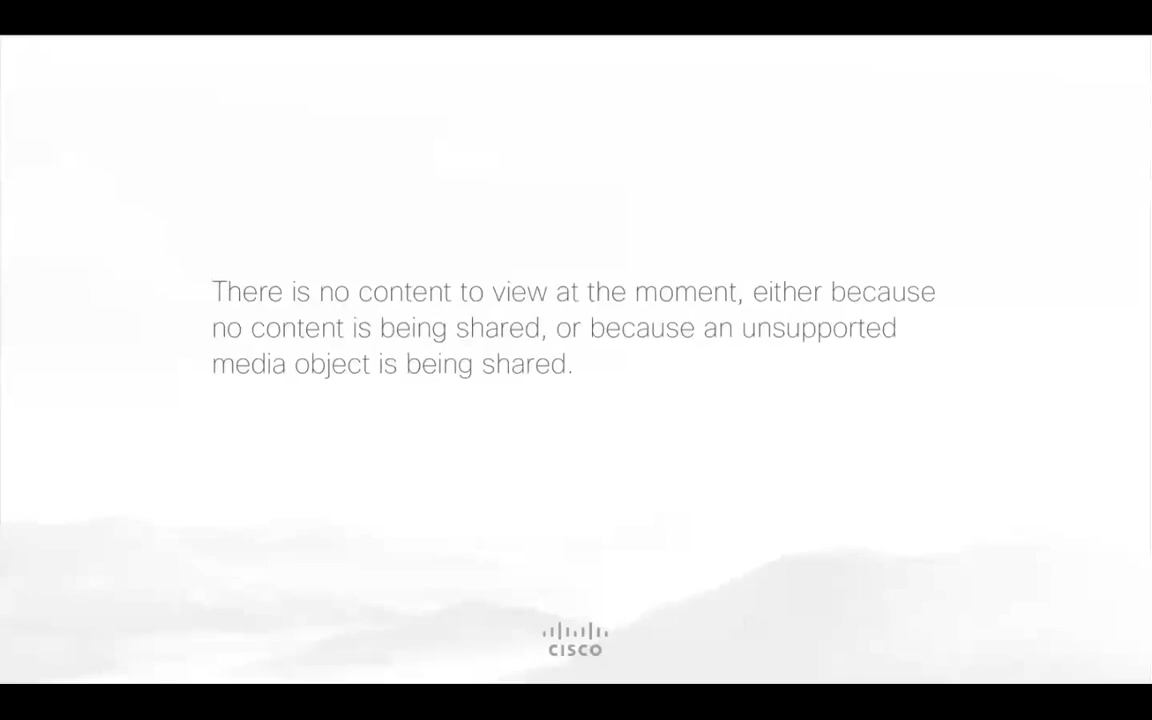 There is no content to view at the moment, either because
no content is being shared, or because an unsupported
media object is being shared.
CISCO